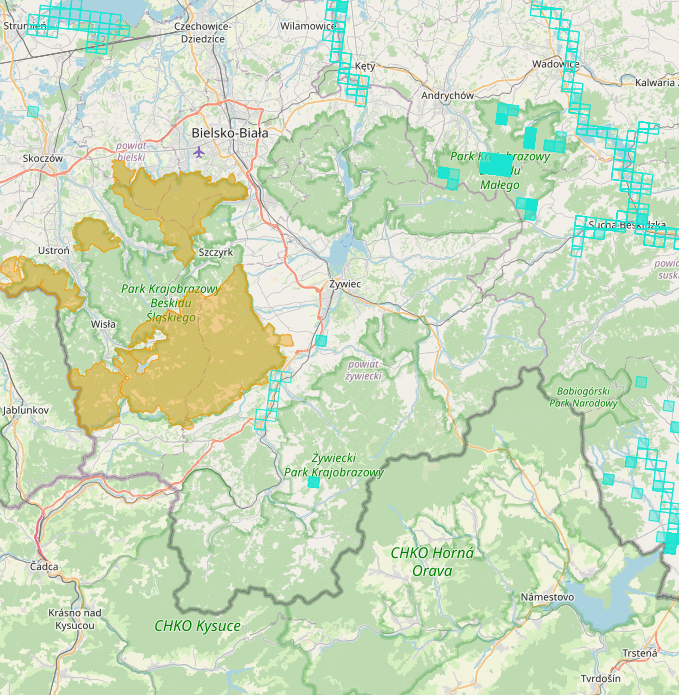 Strumień
Czechowice-
Dziedzice
Wilamowice
Kęty
Wadowice
Andrychów
Kalwaria
Bielsko-Biała
powiat
bielski
Skoczów
Park Krajobrazowy
Beskidu
Małego
Sucha Beskidzka
Ustroń
Szczyrk
Żywiec
Park Krajobrazowy
Beskidu
Śląskiego
Wisła
powiat
żywiecki
Babiogórski
Park Narodowy
Jablunkov
Żywiecki
Park Krajobrazowy
CHKO Horná
Orava
Čadca
Krásno nad
Kysucou
CHKO Kysuce
Námestovo
Trstená
Tvrdošín